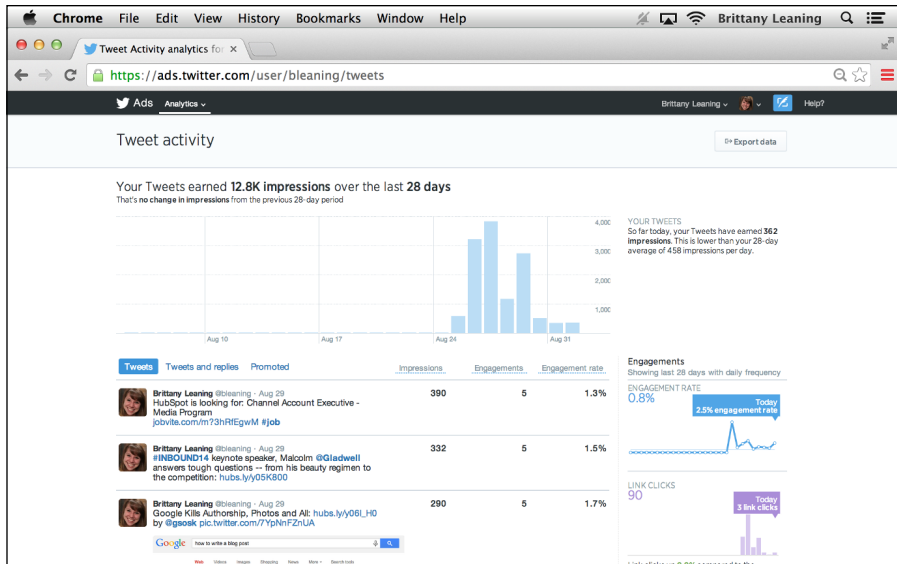 Chrome File Edit View History Bookmarks Window Help Brittany Leaning
Tweet Activity analytics for ×
https://ads.twitter.com/user/bleaning/tweets
Ads Analytics Brittany Leaning Help?
Tweet activity
Export data
Your Tweets earned 12.8K impressions over the last 28 days
That's no change in impressions from the previous 28-day period
4,000
3,000
2,000
1,000
Aug 10 Aug 17 Aug 24 Aug 31
YOUR TWEETS
So far today, your Tweets have earned 362
impressions. This is lower than your 28-day
average of 458 impressions per day.
Tweets Tweets and replies Promoted Impressions Engagements Engagement rate
Brittany Leaning @bleaning · Aug 29 390 5 1.3%
HubSpot is looking for: Channel Account Executive -
Media Program
jobvite.com/m?3hRfEgwM #job
Brittany Leaning @bleaning · Aug 29 332 5 1.5%
#INBOUND14 keynote speaker, Malcolm @Gladwell
answers tough questions -- from his beauty regimen to
the competition: hubs.ly/y05K800
Brittany Leaning @bleaning · Aug 29 290 5 1.7%
Google Kills Authorship, Photos and All: hubs.ly/y06l_H0
by @gsosk pic.twitter.com/7YpNnFZnUA
Google how to write a blog post
Web Videos Images Shopping News More Search tools
Engagements
Showing last 28 days with daily frequency
ENGAGEMENT RATE
0.8%
Today
2.5% engagement rate
LINK CLICKS
90
Today
3 link clicks